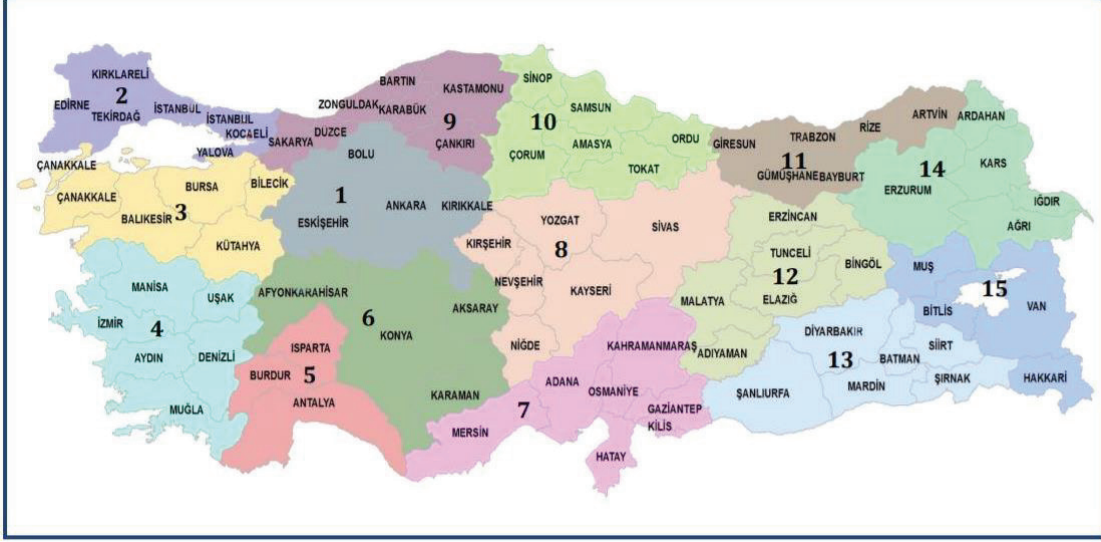 KIRKLARELİ
EDİRNE
2
TEKİRDAĞ
İSTANBUL
İSTANBUL
KOCAELİ
YALOVA
ÇANAKKALE
ÇANAKKALE
BURSA
BİLECİK
BALIKESİR
3
KÜTAHYA
MANİSA
UŞAK
İZMİR
4
AYDIN
DENİZLİ
MUĞLA
ISPARTA
BURDUR
5
ANTALYA
AFYONKARAHİSAR
6
AKSARAY
KONYA
KARAMAN
BOLU
1
ANKARA
KIRIKKALE
ESKİŞEHİR
BARTIN
KASTAMONU
ZONGULDAK
KARABÜK
9
DÜZCE
SAKARYA
ÇANKIRI
SİNOP
SAMSUN
10
AMASYA
ORDU
ÇORUM
TOKAT
YOZGAT
SİVAS
KIRŞEHİR
8
NEVŞEHİR
KAYSERİ
NİĞDE
KAHRAMANMARAŞ
ADANA
OSMANİYE
7
GAZİANTEP
MERSİN
KİLİS
HATAY
GİRESUN
TRABZON
RİZE
ARTVİN
11
GÜMÜŞHANE
BAYBURT
ERZİNCAN
TUNCELİ
BİNGÖL
12
ELAZIĞ
MALATYA
ADIYAMAN
ARDAHAN
14
KARS
ERZURUM
IĞDIR
AĞRI
MUŞ
15
VAN
BİTLİS
HAKKARİ
DİYARBAKIR
SİİRT
13
BATMAN
ŞANLIURFA
MARDİN
ŞIRNAK